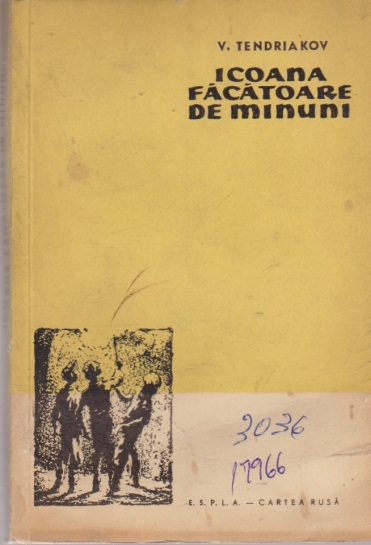 V. TENDRIAKOV
ICOANA
FĂCĂTOARE
DE MINUNI
3036
17966
E. S. P. L. A. — CARTEA RUSĂ